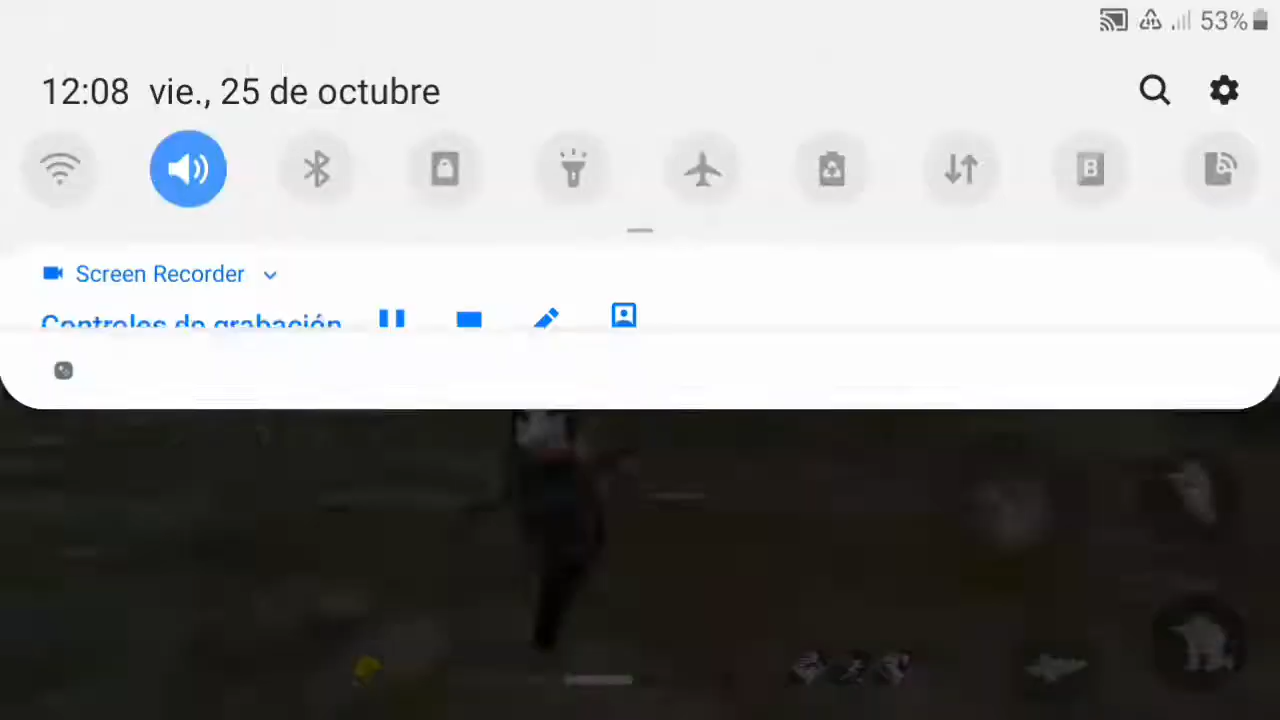 53%
12:08 vie., 25 de octubre
B
Screen Recorder
Controles de grabación